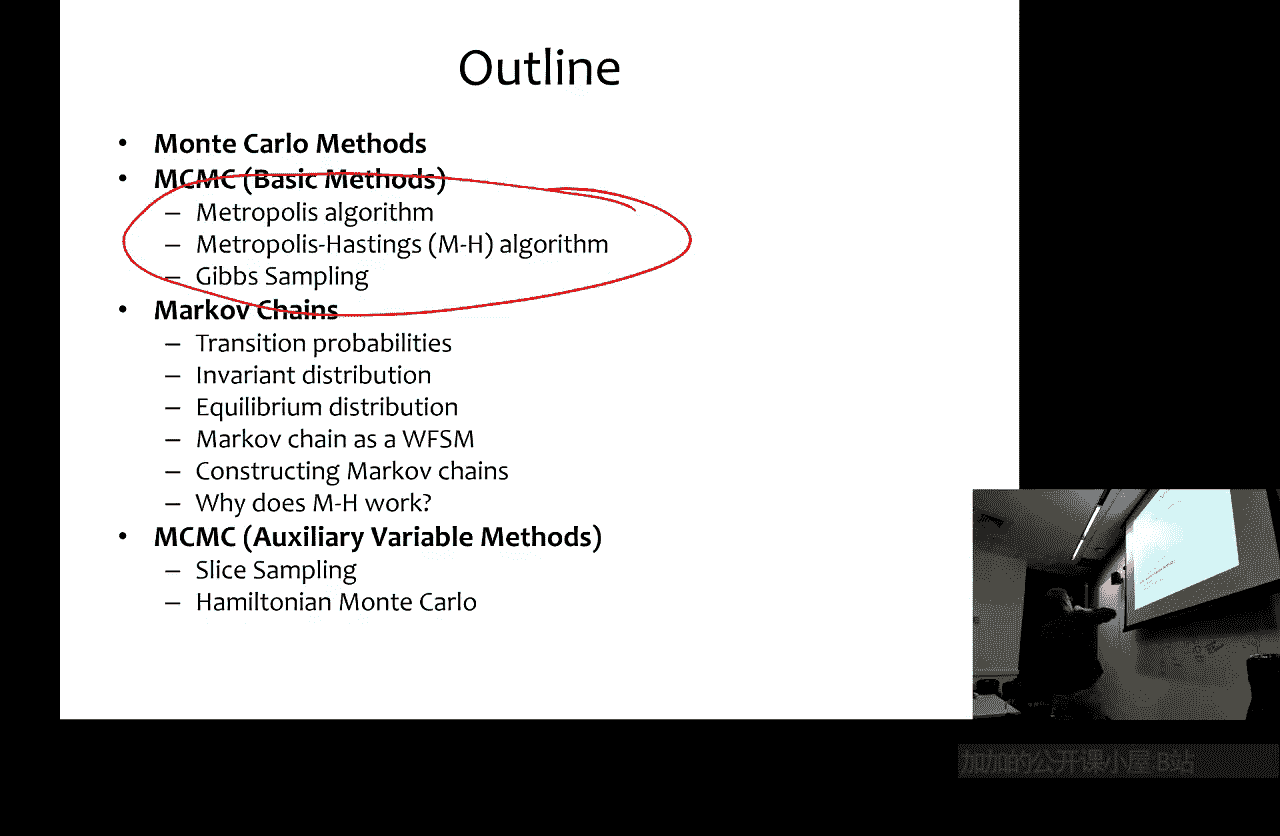 Outline
• Monte Carlo Methods
• MCMC (Basic Methods)
– Metropolis algorithm
– Metropolis-Hastings (M-H) algorithm
– Gibbs Sampling
• Markov Chains
– Transition probabilities
– Invariant distribution
– Equilibrium distribution
– Markov chain as a WFSM
– Constructing Markov chains
– Why does M-H work?
• MCMC (Auxiliary Variable Methods)
– Slice Sampling
– Hamiltonian Monte Carlo
加加的公开课小屋 B站